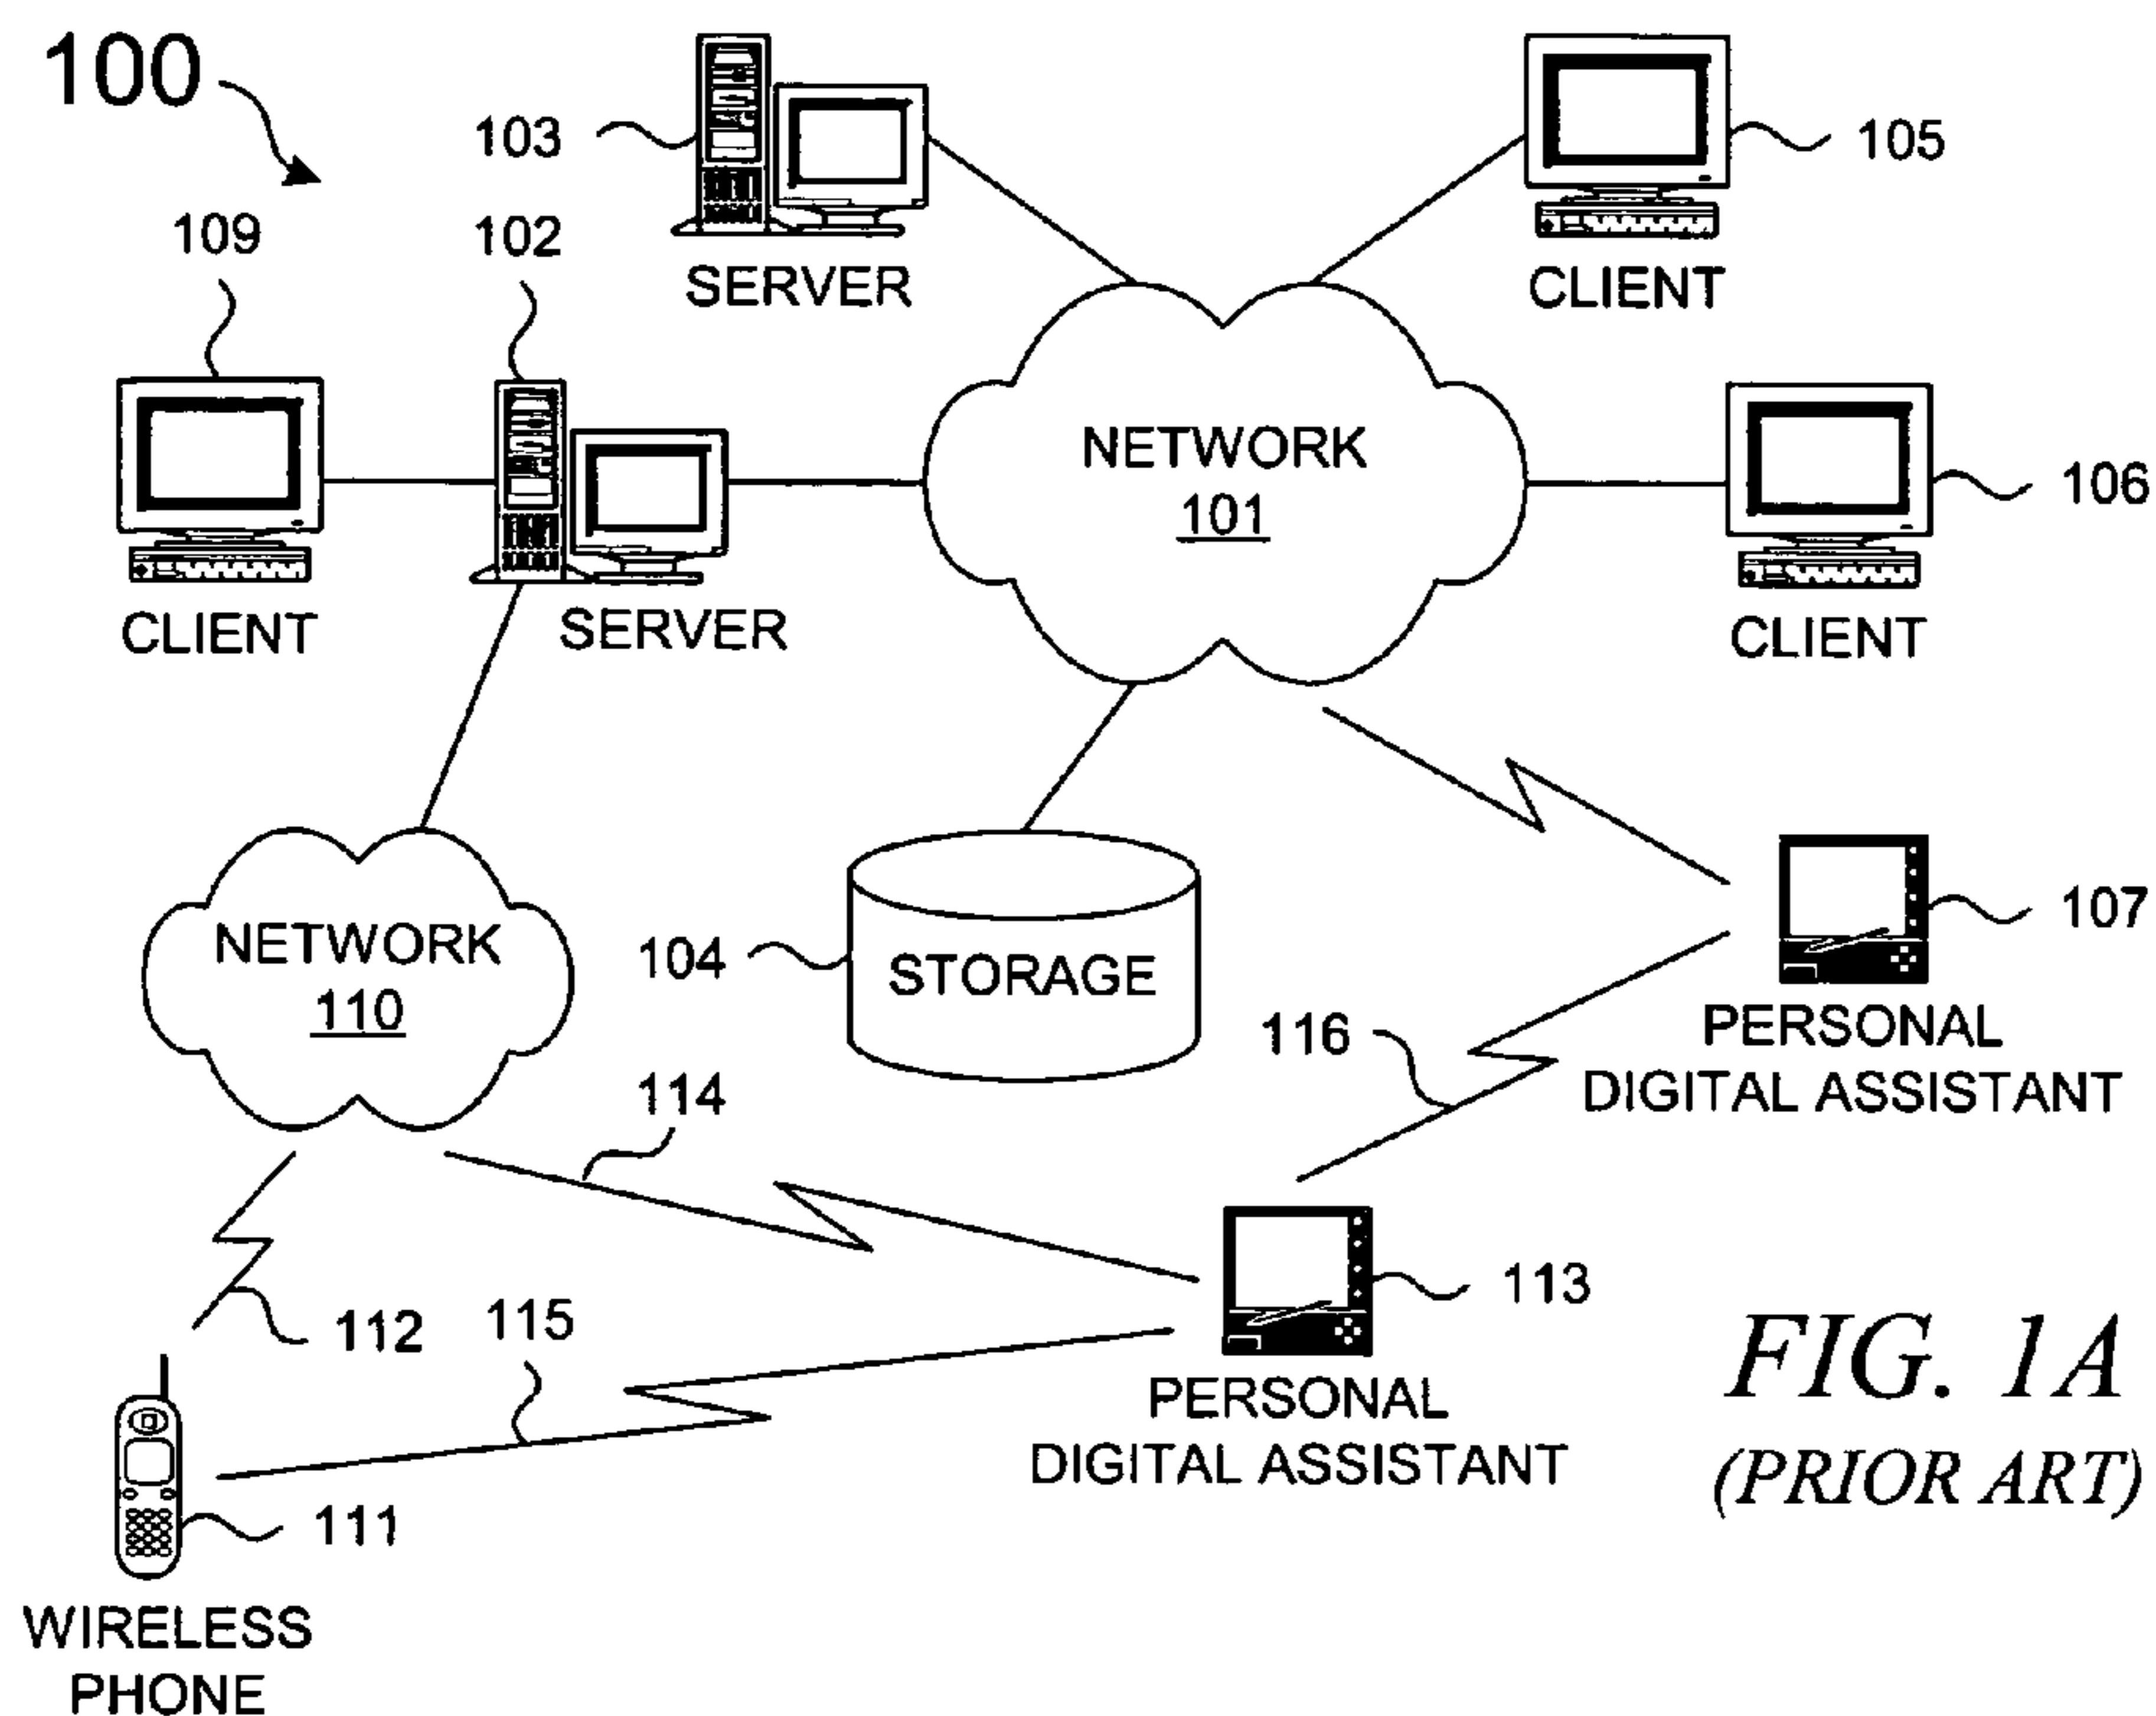 100
103
105
109
102
SERVER
CLIENT
NETWORK
101
106
CLIENT
SERVER
CLIENT
NETWORK
110
104
STORAGE
107
116
PERSONAL
DIGITAL ASSISTANT
114
113
112
115
PERSONAL
DIGITAL ASSISTANT
111
WIRELESS
PHONE
FIG. 1A
(PRIOR ART)